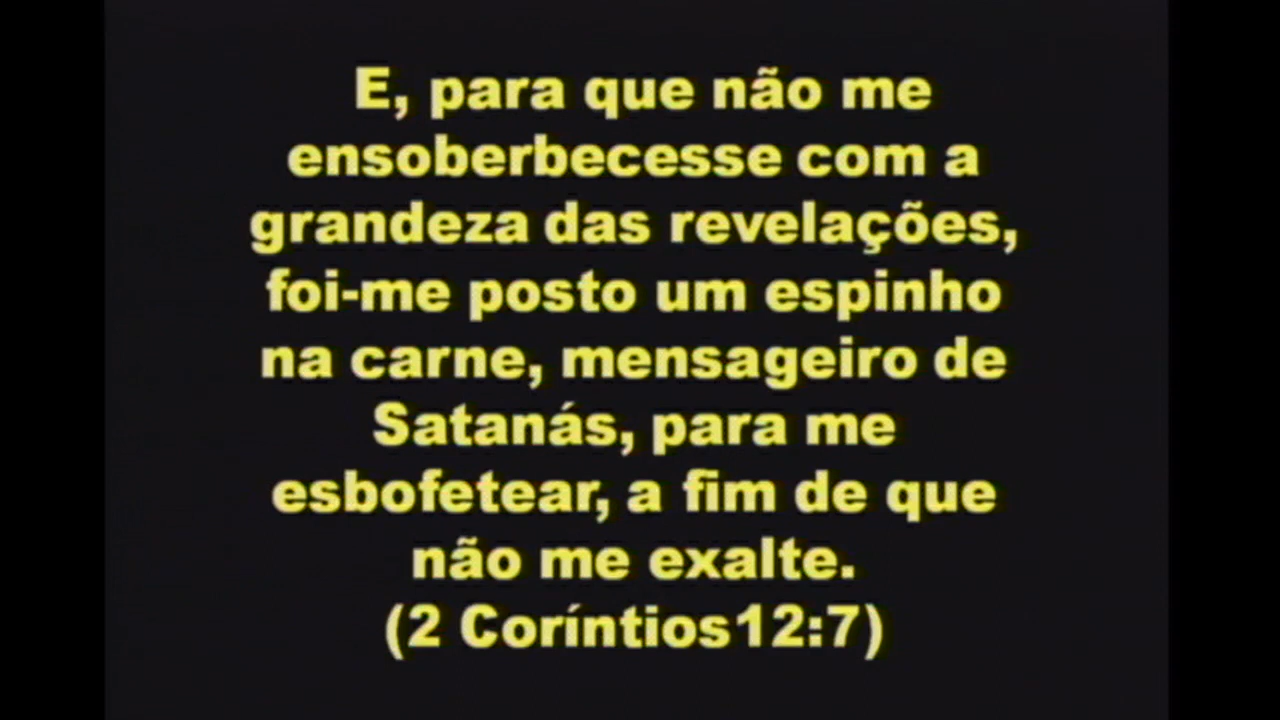 E, para que não me
ensoberbecesse com a
grandeza das revelações,
foi-me posto um espinho
na carne, mensageiro de
Satanás, para me
esbofetear, a fim de que
não me exalte.
(2 Coríntios12:7)